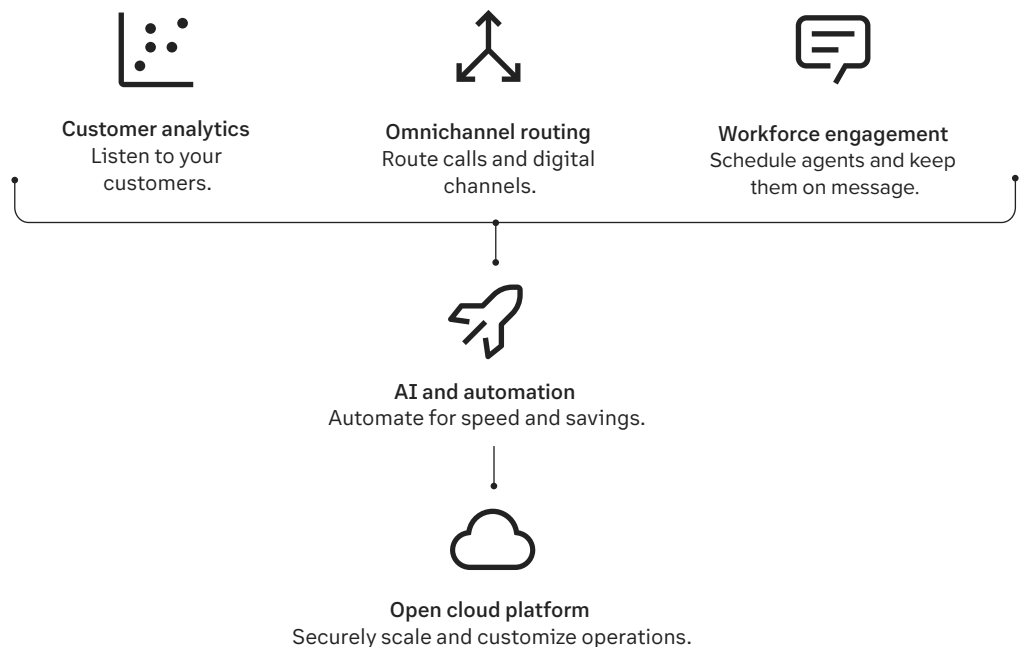 Customer analytics
Listen to your
customers.
Omnichannel routing
Route calls and digital
channels.
Workforce engagement
Schedule agents and keep
them on message.
AI and automation
Automate for speed and savings.
Open cloud platform
Securely scale and customize operations.